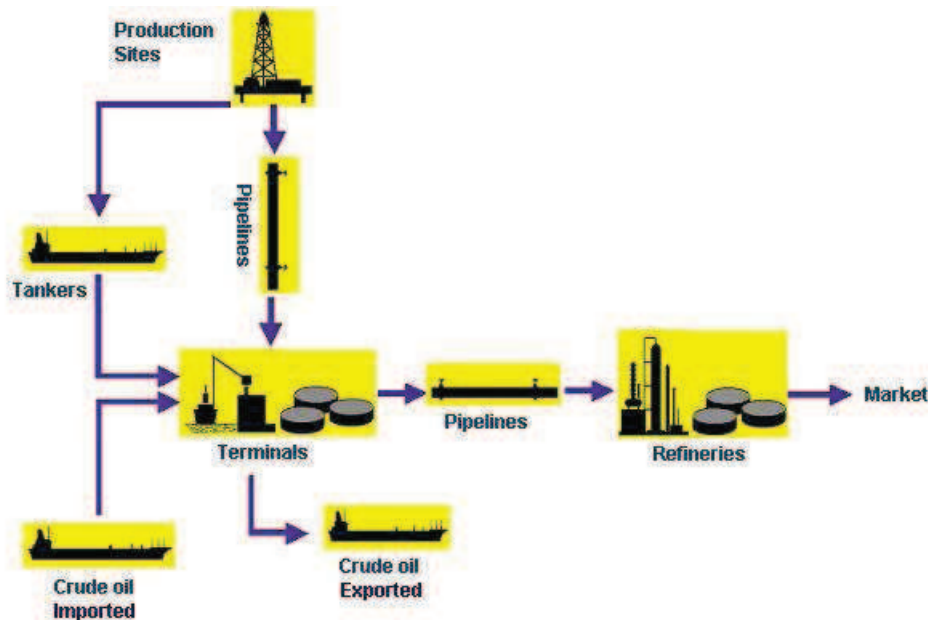 Production
Sites
Pipelines
Tankers
Terminals
Pipelines
Refineries
Market
Crude oil
Exported
Crude oil
Imported